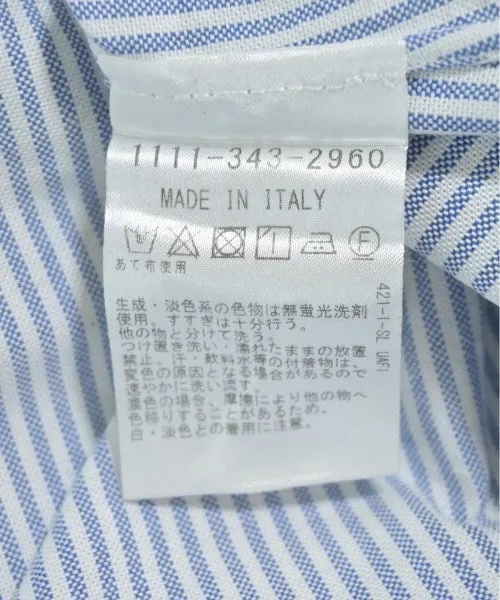 1111-343-2960
MADE IN ITALY
F
あて布使用
生成・淡色系の色物は無蛍光洗剤
使用。すすぎは十分行う。
他の物と分けて洗う。
つけ置き洗い・濡れたままの放置
禁止。汗・飲料水等の付着物は、
変色の原因となる場合があるので
速やかに洗い流す。
濃色の場合、摩擦により他の物へ
色移りすることがあるため、
白・淡色との着用に注意。
421-I-SL UAFI